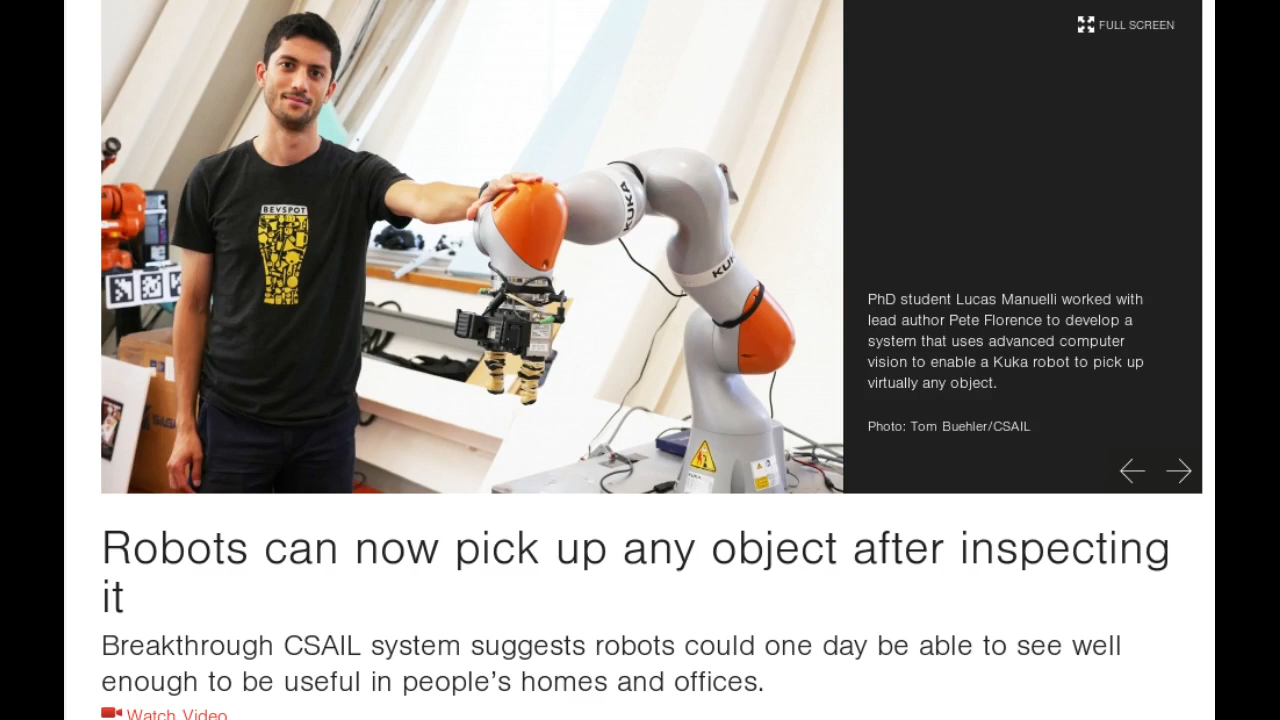 FULL SCREEN
BEVSPOT
KUKA
KUK
PhD student Lucas Manuelli worked with
lead author Pete Florence to develop a
system that uses advanced computer
vision to enable a Kuka robot to pick up
virtually any object.
Photo: Tom Buehler/CSAIL
Robots can now pick up any object after inspecting
it
Breakthrough CSAIL system suggests robots could one day be able to see well
enough to be useful in people’s homes and offices.
Watch Video